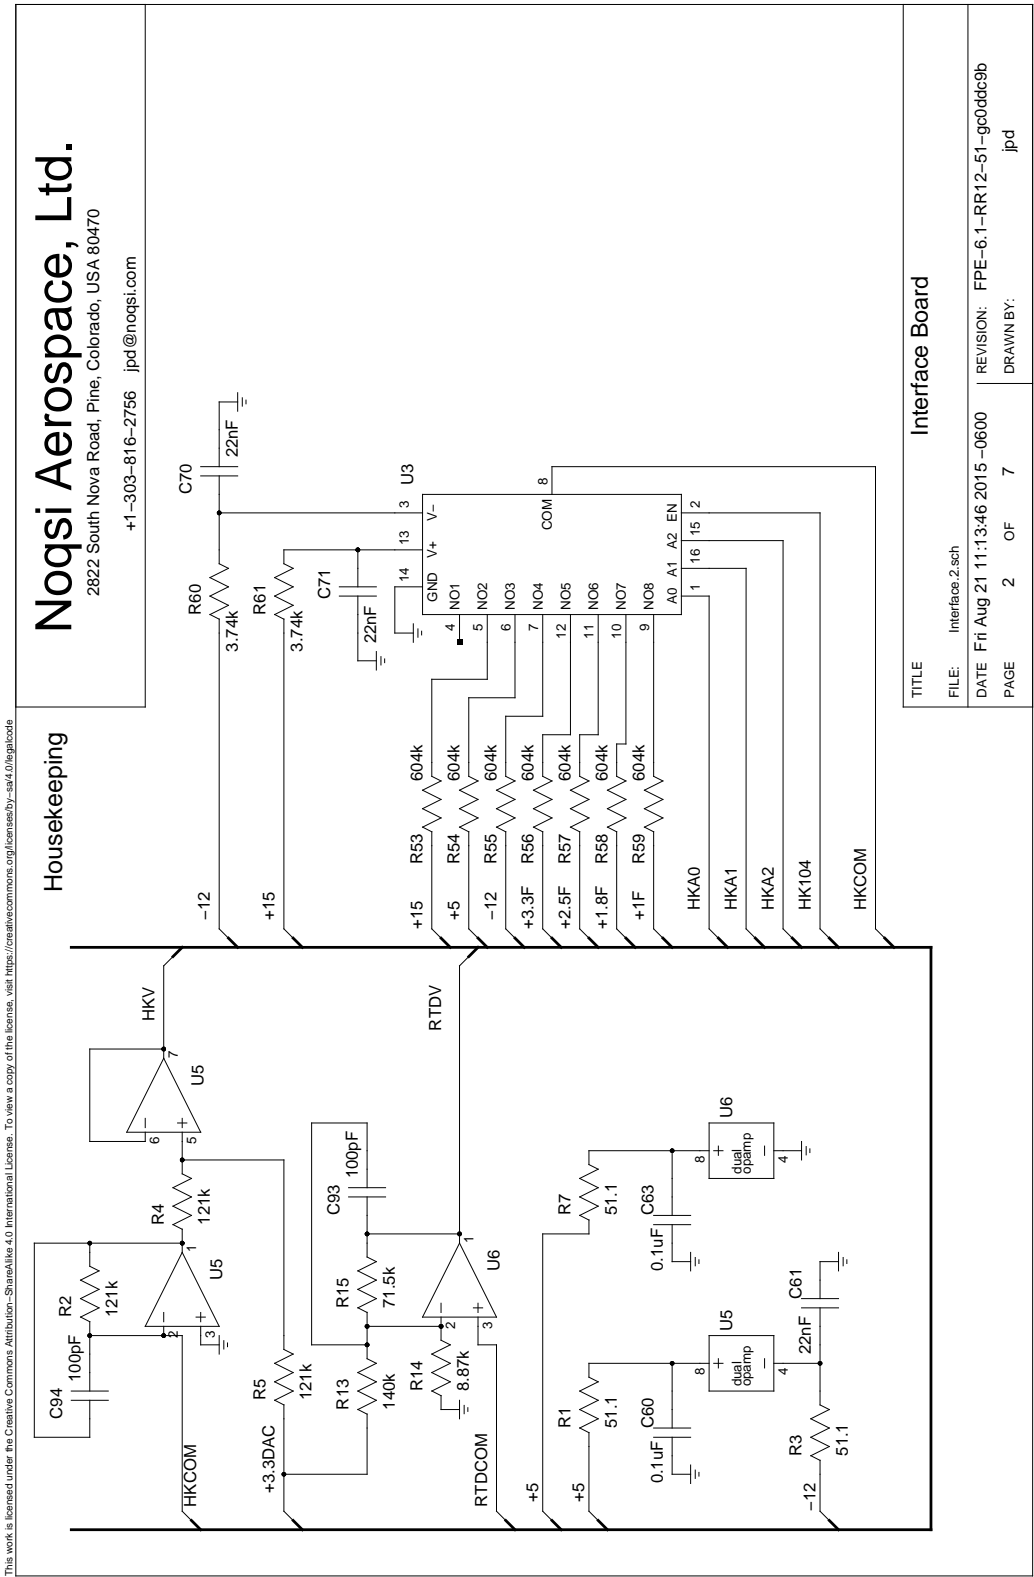 This work is licensed under the Creative Commons Attribution−ShareAlike 4.0 International License. To view a copy of the license, visit https://creativecommons.org/licenses/by−sa/4.0/legalcode
Noqsi Aerospace, Ltd.
2822 South Nova Road, Pine, Colorado, USA 80470
+1−303−816−2756 jpd@noqsi.com
Housekeeping
C94
100pF
R2
121k
HKCOM
2
3
1
U5
R4
121k
6
5
7
U5
HKV
+3.3DAC
R5
121k
R13
140k
R15
71.5k
C93
100pF
R14
8.87k
RTDCOM
2
3
1
U6
RTDV
+5
R7
51.1
C63
0.1uF
8
4
+
dual
opamp
−
U6
+5
R1
51.1
C60
0.1uF
8
4
+
dual
opamp
−
U5
−12
R3
51.1
C61
22nF
−12
R60
3.74k
C70
22nF
+15
R61
3.74k
C71
22nF
U3
14
13
3
GND
V+
V−
COM
8
4
NO1
+15
R53
604k
5
NO2
+5
R54
604k
6
NO3
−12
R55
604k
7
NO4
+3.3F
R56
604k
12
NO5
+2.5F
R57
604k
11
NO6
+1.8F
R58
604k
10
NO7
+1F
R59
604k
9
NO8
A0
A1
A2
EN
1
16
15
2
HKA0
HKA1
HKA2
HK104
HKCOM
TITLE
Interface Board
FILE: Interface.2.sch
DATE Fri Aug 21 11:13:46 2015 −0600
REVISION: FPE−6.1−RR12−51−gc0ddc9b
PAGE 2 OF 7
DRAWN BY: jpd